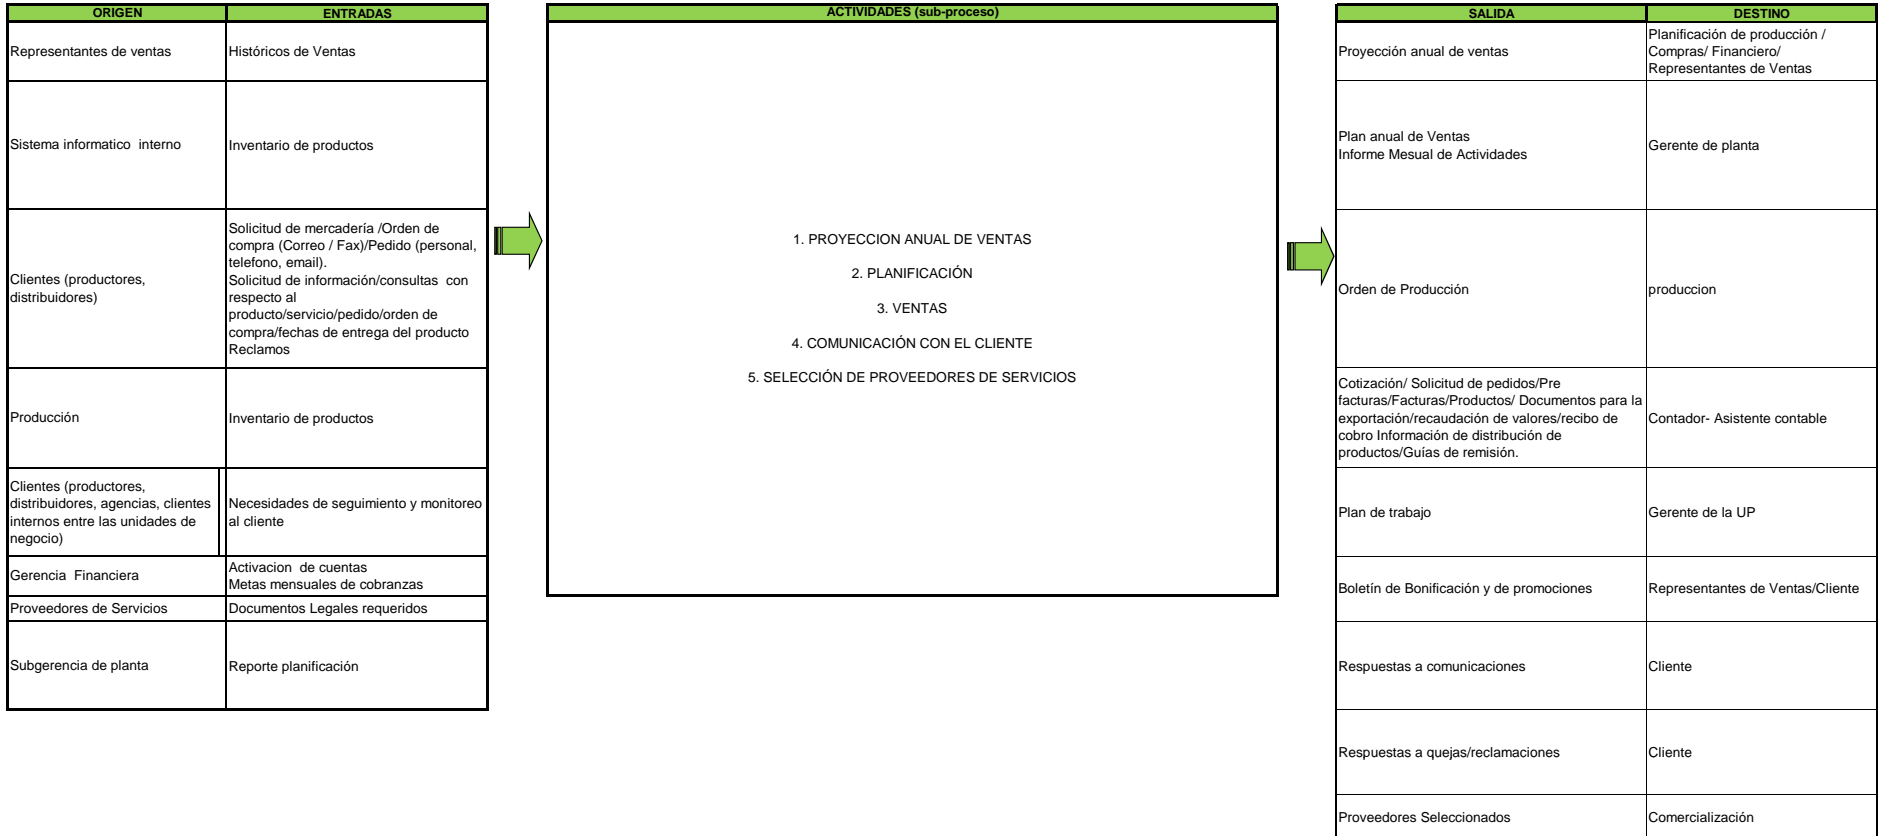 ORIGEN
ENTRADAS
Representantes de ventas
Históricos de Ventas
Sistema informatico  interno
Inventario de productos
Clientes (productores,
distribuidores)
Solicitud de mercadería /Orden de
compra (Correo / Fax)/Pedido (personal,
telefono, email).
Solicitud de información/consultas  con
respecto al
producto/servicio/pedido/orden de
compra/fechas de entrega del producto
Reclamos
Producción
Inventario de productos
Clientes (productores,
distribuidores, agencias, clientes
internos entre las unidades de
negocio)
Necesidades de seguimiento y monitoreo
al cliente
Gerencia  Financiera
Activacion  de cuentas
Metas mensuales de cobranzas
Proveedores de Servicios
Documentos Legales requeridos
Subgerencia de planta
Reporte planificación
ACTIVIDADES (sub-proceso)
1. PROYECCION ANUAL DE VENTAS
2. PLANIFICACIÓN
3. VENTAS
4. COMUNICACIÓN CON EL CLIENTE
5. SELECCIÓN DE PROVEEDORES DE SERVICIOS
SALIDA
DESTINO
Proyección anual de ventas
Planificación de producción /
Compras/ Financiero/
Representantes de Ventas
Plan anual de Ventas
Informe Mesual de Actividades
Gerente de planta
Orden de Producción
produccion
Cotización/ Solicitud de pedidos/Pre
facturas/Facturas/Productos/ Documentos para la
exportación/recaudación de valores/recibo de
cobro Información de distribución de
productos/Guías de remisión.
Contador- Asistente contable
Plan de trabajo
Gerente de la UP
Boletín de Bonificación y de promociones
Representantes de Ventas/Cliente
Respuestas a comunicaciones
Cliente
Respuestas a quejas/reclamaciones
Cliente
Proveedores Seleccionados
Comercialización